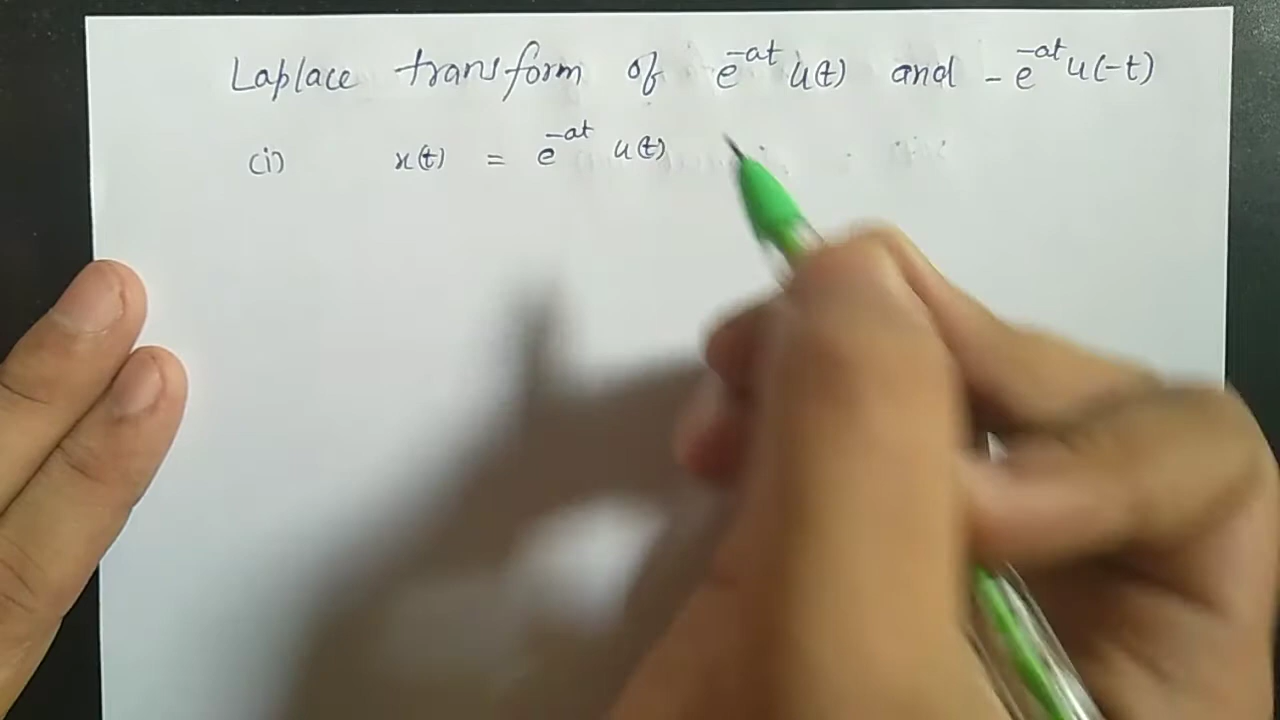 Laplace transform of e^-at u(t) and - e^-at u(-t)
(i) x(t) = e^-at u(t)